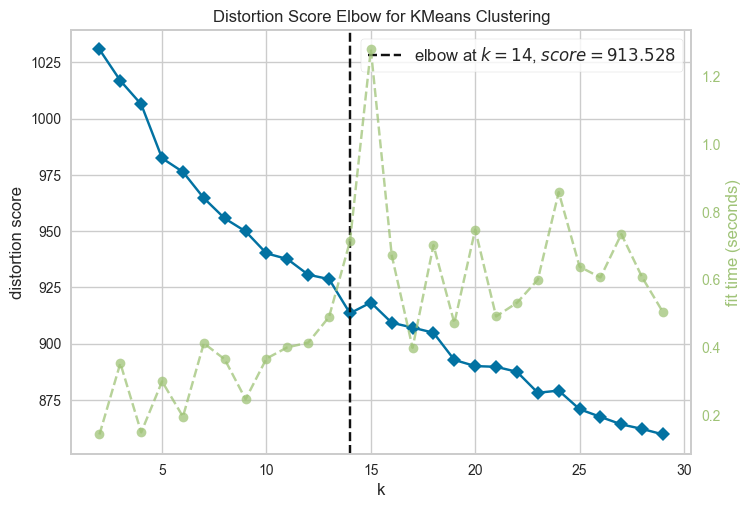 Distortion Score Elbow for KMeans Clustering
elbow at k = 14, score = 913.528
distortion score
1025
1000
975
950
925
900
875
fit time (seconds)
1.2
1.0
0.8
0.6
0.4
0.2
5 10 15 20 25 30
k